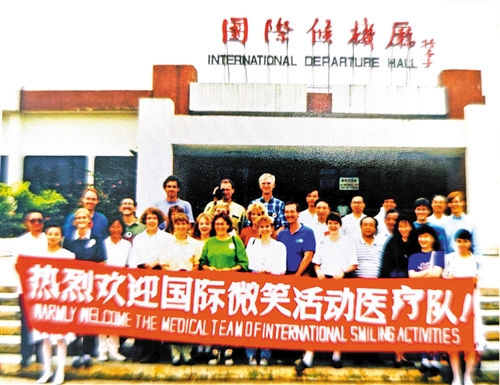 国際候機廳
INTERNATIONAL DEPARTURE HALL
热烈欢迎国际微笑活动医疗队!
WARMLY WELCOME THE MEDICAL TEAM OF INTERNATIONAL SMILING ACTIVITIES